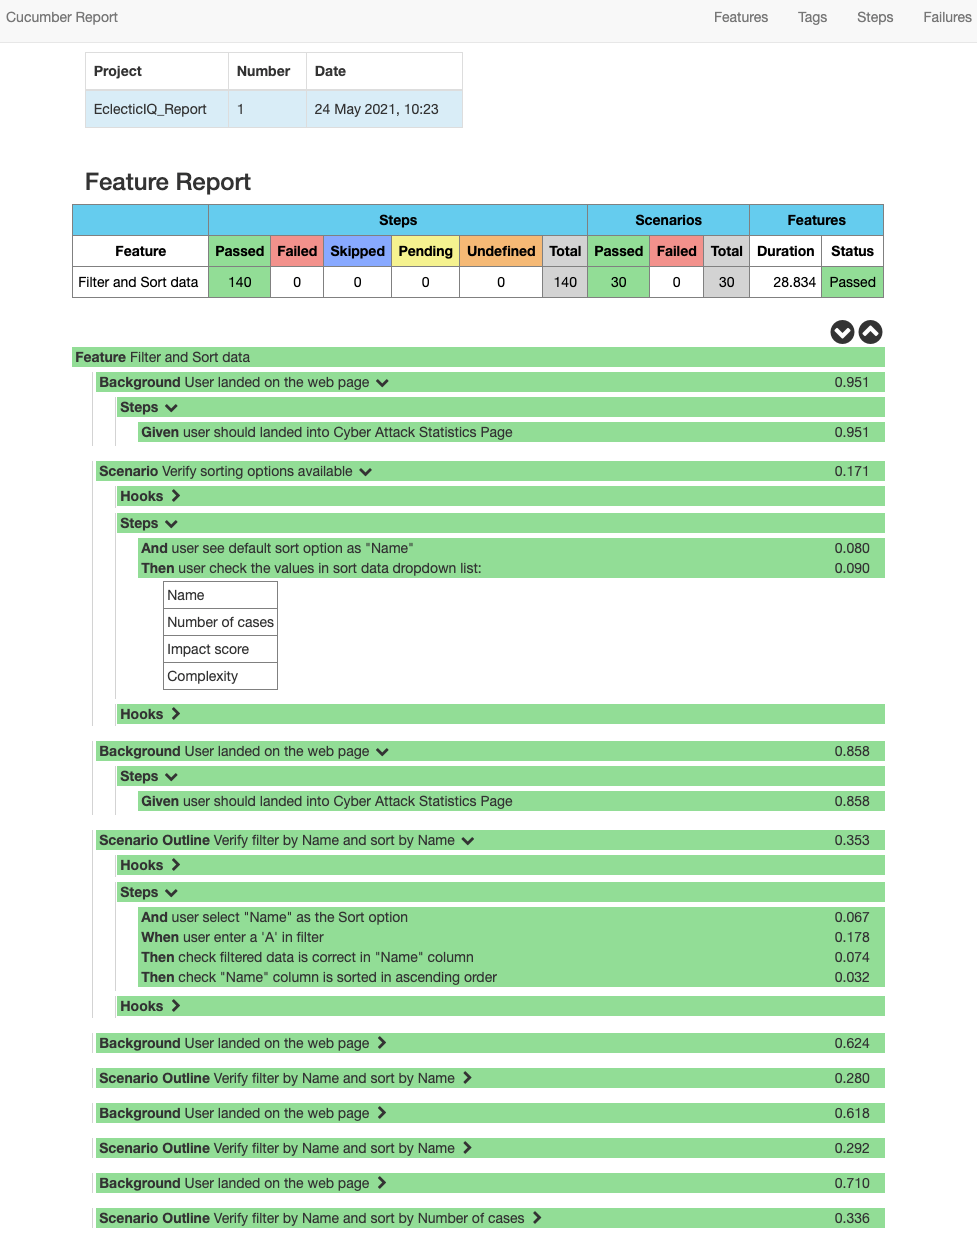 Cucumber Report Features Tags Steps Failures
Project Number Date
EclecticIQ_Report 1 24 May 2021, 10:23
Feature Report
Steps Scenarios Features
Feature Passed Failed Skipped Pending Undefined Total Passed Failed Total Duration Status
Filter and Sort data 140 0 0 0 0 140 30 0 30 28.834 Passed
Feature Filter and Sort data
Background User landed on the web page 0.951
Steps
Given user should landed into Cyber Attack Statistics Page 0.951
Scenario Verify sorting options available 0.171
Hooks
Steps
And user see default sort option as "Name" 0.080
Then user check the values in sort data dropdown list: 0.090
Name
Number of cases
Impact score
Complexity
Hooks
Background User landed on the web page 0.858
Steps
Given user should landed into Cyber Attack Statistics Page 0.858
Scenario Outline Verify filter by Name and sort by Name 0.353
Hooks
Steps
And user select "Name" as the Sort option 0.067
When user enter a 'A' in filter 0.178
Then check filtered data is correct in "Name" column 0.074
Then check "Name" column is sorted in ascending order 0.032
Hooks
Background User landed on the web page 0.624
Scenario Outline Verify filter by Name and sort by Name 0.280
Background User landed on the web page 0.618
Scenario Outline Verify filter by Name and sort by Name 0.292
Background User landed on the web page 0.710
Scenario Outline Verify filter by Name and sort by Number of cases 0.336